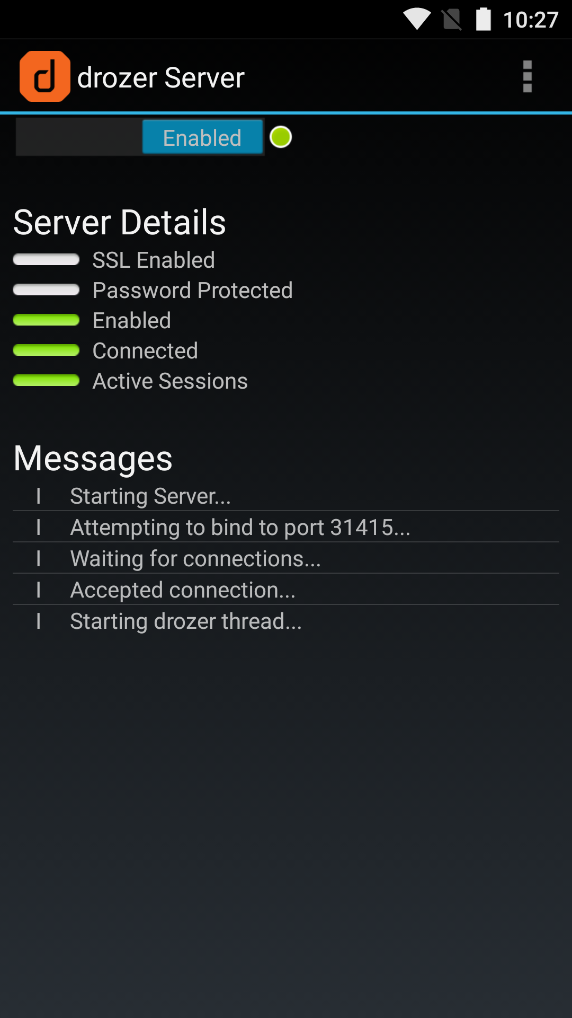 10:27
drozer Server
Enabled
Server Details
SSL Enabled
Password Protected
Enabled
Connected
Active Sessions
Messages
I Starting Server...
I Attempting to bind to port 31415...
I Waiting for connections...
I Accepted connection...
I Starting drozer thread...